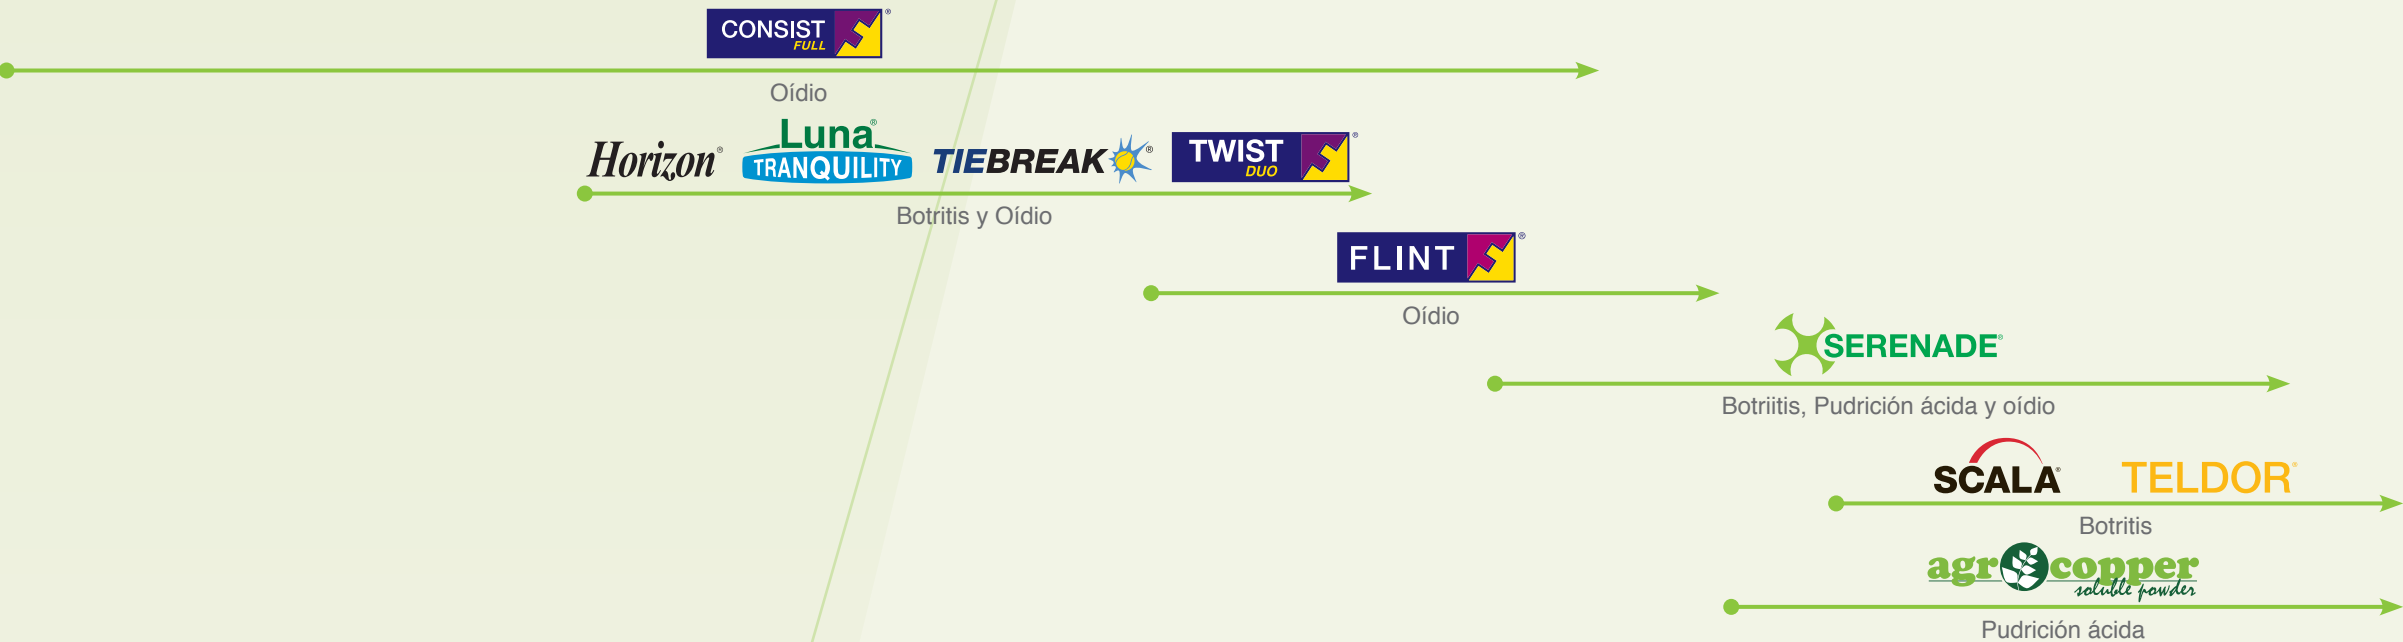 CONSIST
FULL
®
Oídio
Horizon®
Luna®
TRANQUILITY
TIEBREAK®
TWIST
DUO
®
Botritis y Oídio
FLINT®
Oídio
SERENADE®
Botriitis, Pudrición ácida y oídio
SCALA®
TELDOR®
Botritis
agrocopper
soluble powder
Pudrición ácida